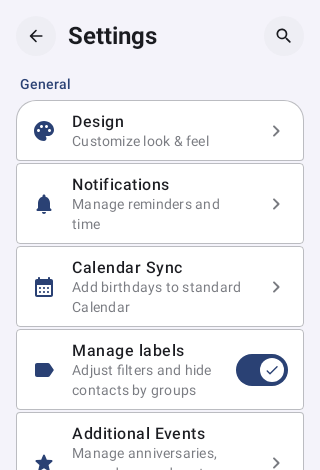 Settings
General
Design
Customize look & feel
Notifications
Manage reminders and
time
Calendar Sync
Add birthdays to standard
Calendar
Manage labels
Adjust filters and hide
contacts by groups
Additional Events
Manage anniversaries,